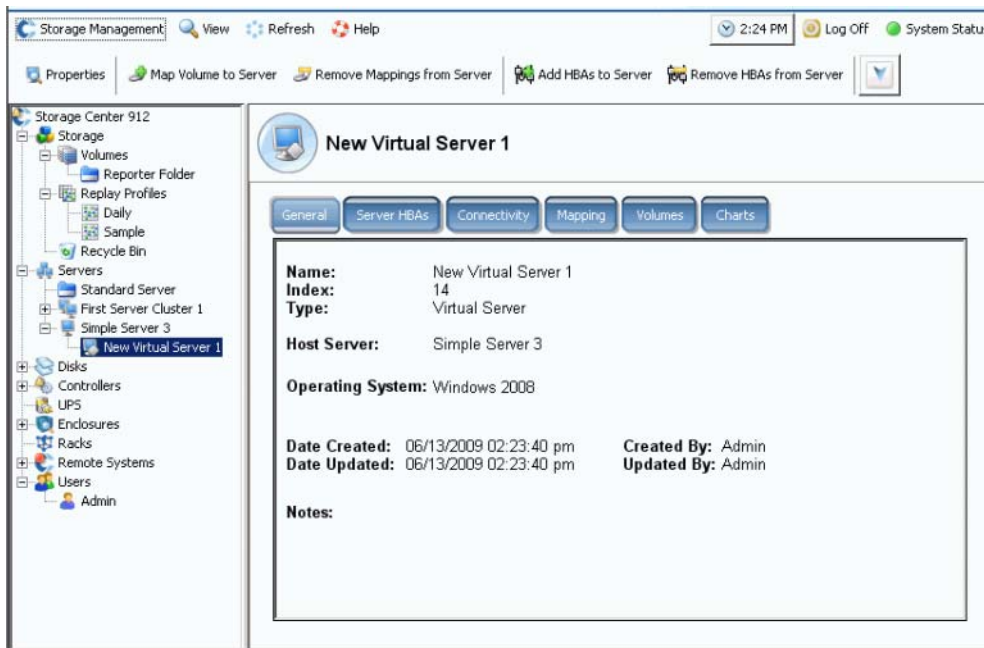 Storage Management View Refresh Help 2:24 PM Log Off System Statu
Properties Map Volume to Server Remove Mappings from Server Add HBAs to Server Remove HBAs from Server
Storage Center 912
Storage
Volumes
Reporter Folder
Replay Profiles
Daily
Sample
Recycle Bin
Servers
Standard Server
First Server Cluster 1
Simple Server 3
New Virtual Server 1
Disks
Controllers
UPS
Enclosures
Racks
Remote Systems
Users
Admin
New Virtual Server 1
General Server HBAs Connectivity Mapping Volumes Charts
Name: New Virtual Server 1
Index: 14
Type: Virtual Server
Host Server: Simple Server 3
Operating System: Windows 2008
Date Created: 06/13/2009 02:23:40 pm Created By: Admin
Date Updated: 06/13/2009 02:23:40 pm Updated By: Admin
Notes: